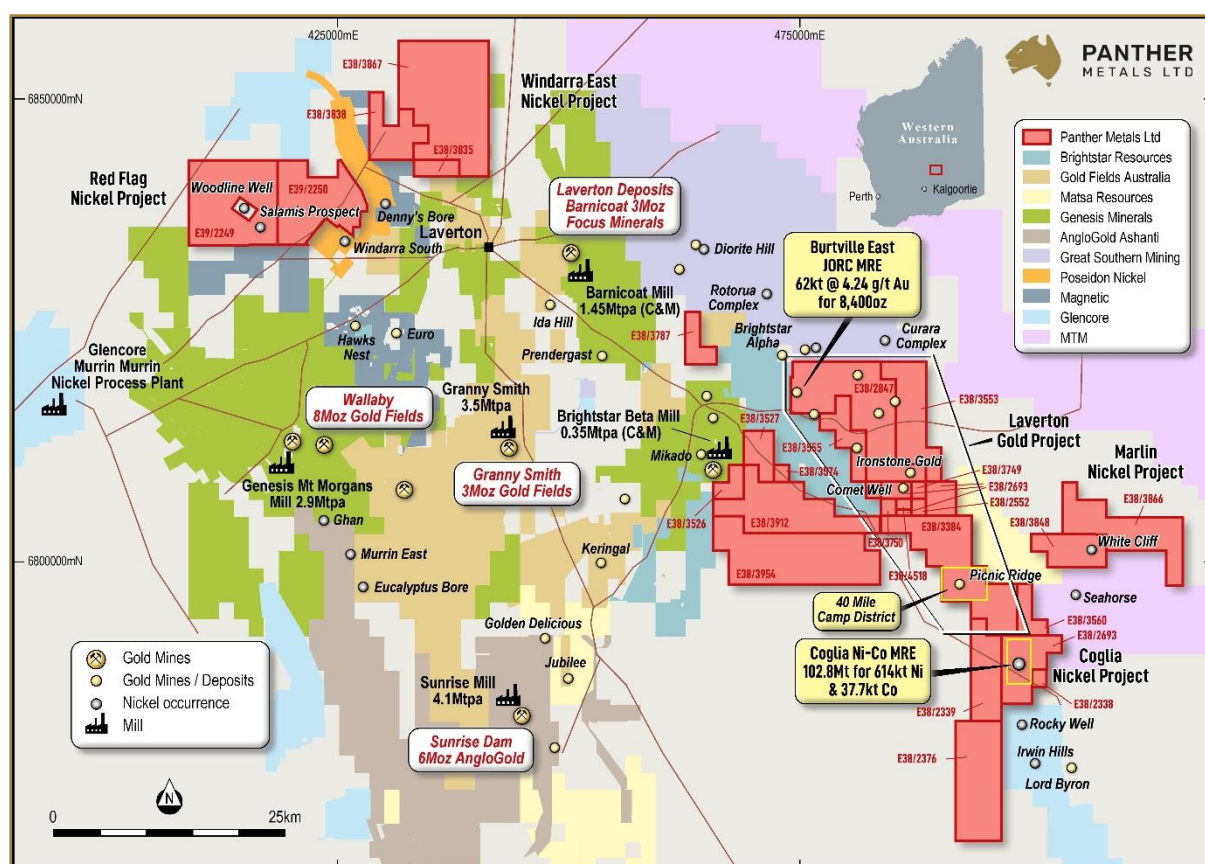 425000mE
475000mE
6850000mN
6800000mN
PANTHER
METALS LTD
Western
Australia
Perth
Kalgoorlie
Panther Metals Ltd
Brightstar Resources
Gold Fields Australia
Matsa Resources
Genesis Minerals
AngloGold Ashanti
Great Southern Mining
Poseidon Nickel
Magnetic
Glencore
MTM
E38/3867
E38/3838
E38/3835
Windarra East
Nickel Project
Red Flag
Nickel Project
Woodline Well
E39/2250
Salamis Prospect
E39/2249
Denny's Bore
Laverton
Windarra South
Laverton Deposits
Barnicoat 3Moz
Focus Minerals
Barnicoat Mill
1.45Mtpa (C&M)
Diorite Hill
Rotorua
Complex
Burtville East
JORC MRE
62kt @ 4.24 g/t Au
for 8,400oz
Curara
Complex
Ida Hill
E38/3787
Brightstar
Alpha
Prendergast
Hawks
Nest
Euro
Glencore
Murrin Murrin
Nickel Process Plant
Wallaby
8Moz Gold Fields
Granny Smith
3.5Mtpa
Granny Smith
3Moz Gold Fields
Brightstar Beta Mill
0.35Mtpa (C&M)
Mikado
E38/2847
E38/3553
E38/3527
E38/3555
E38/3574
Laverton
Gold Project
Ironstone Gold
Comet Well
E38/3749
E38/2693
E38/2552
Marlin
Nickel Project
E38/3866
E38/3848
White Cliff
Genesis Mt Morgans
Mill 2.9Mtpa
Ghan
E38/3526
E38/3912
E38/3750
E38/3384
E38/3954
E38/4518
Murrin East
Eucalyptus Bore
Keringal
Picnic Ridge
40 Mile
Camp District
Seahorse
E38/3560
E38/2693
Coglia
Nickel Project
Coglia Ni-Co MRE
102.8Mt for 614kt Ni
& 37.7kt Co
Golden Delicious
Jubilee
Sunrise Mill
4.1Mtpa
Sunrise Dam
6Moz AngloGold
E38/2339
E38/2338
E38/2376
Rocky Well
Irwin Hills
Lord Byron
Gold Mines
Gold Mines / Deposits
Nickel occurrence
Mill
N
0
25km